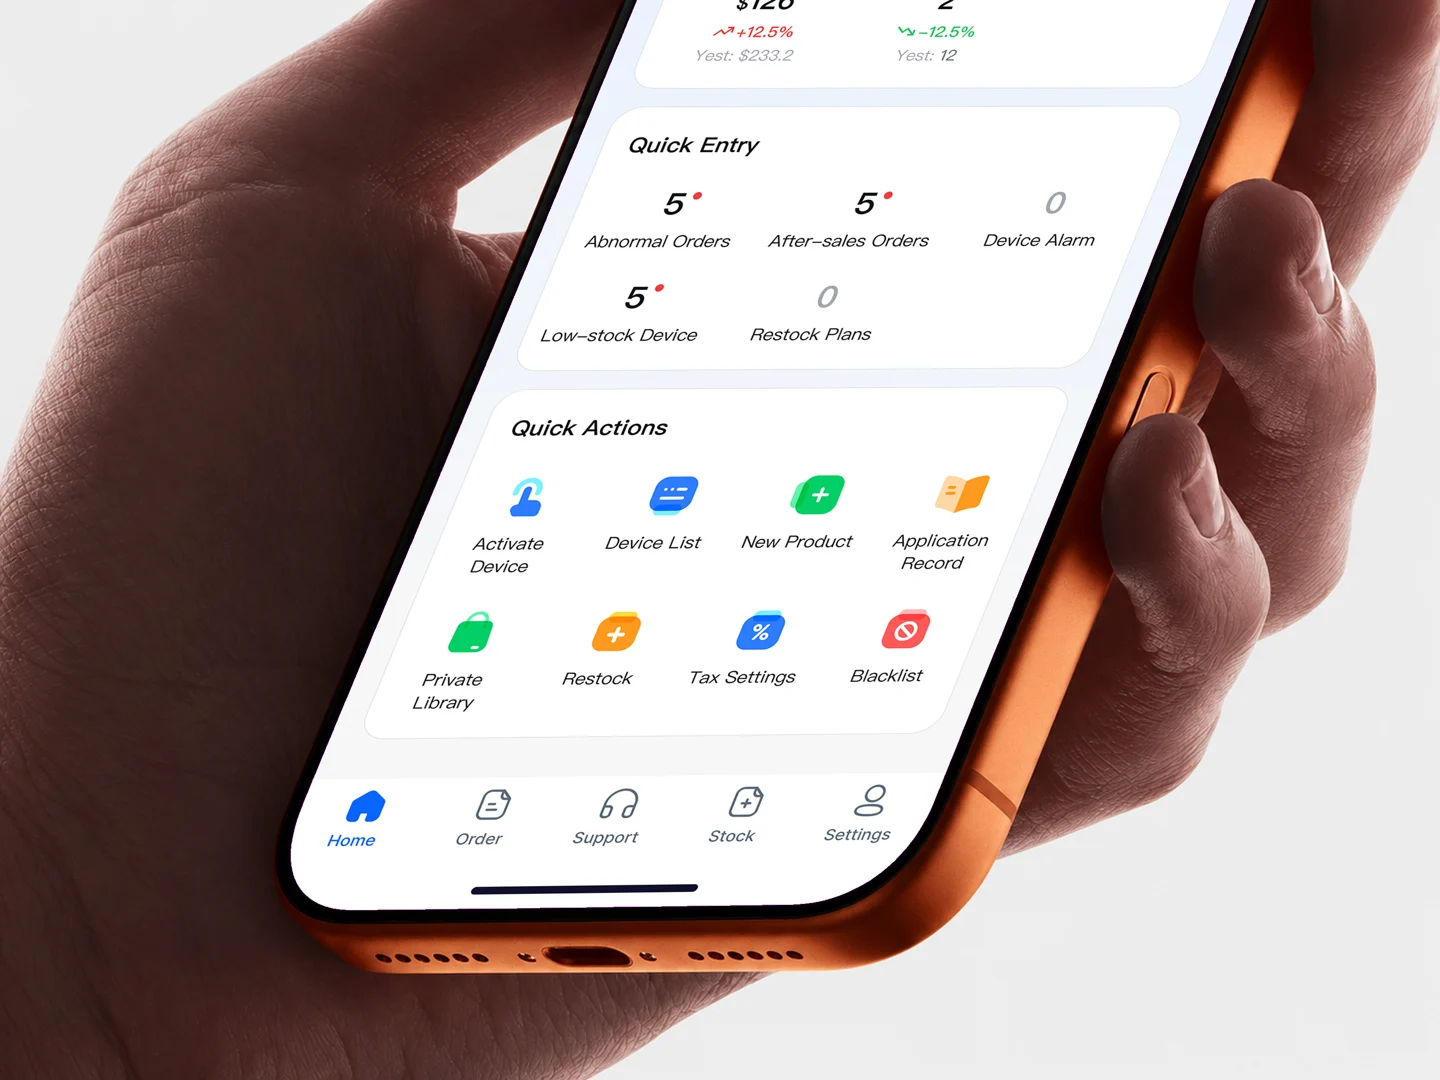 $126 2
+12.5% -12.5%
Yest: $233.2 Yest: 12
Quick Entry
5 5 0
Abnormal Orders After-sales Orders Device Alarm
5 0
Low-stock Device Restock Plans
Quick Actions
Activate Device
Device List
New Product
Application Record
Private Library
Restock
%
Tax Settings
Blacklist
Home Order Support Stock Settings